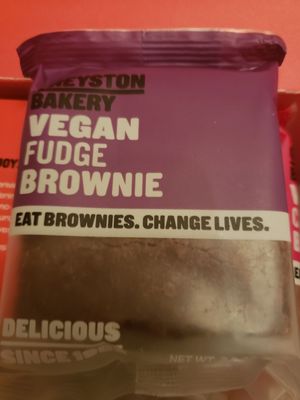 BAKERY
VEGAN
FUDGE
BROWNIE
EAT BROWNIES. CHANGE LIVES.
DELICIOUS
SINCE
NET WT